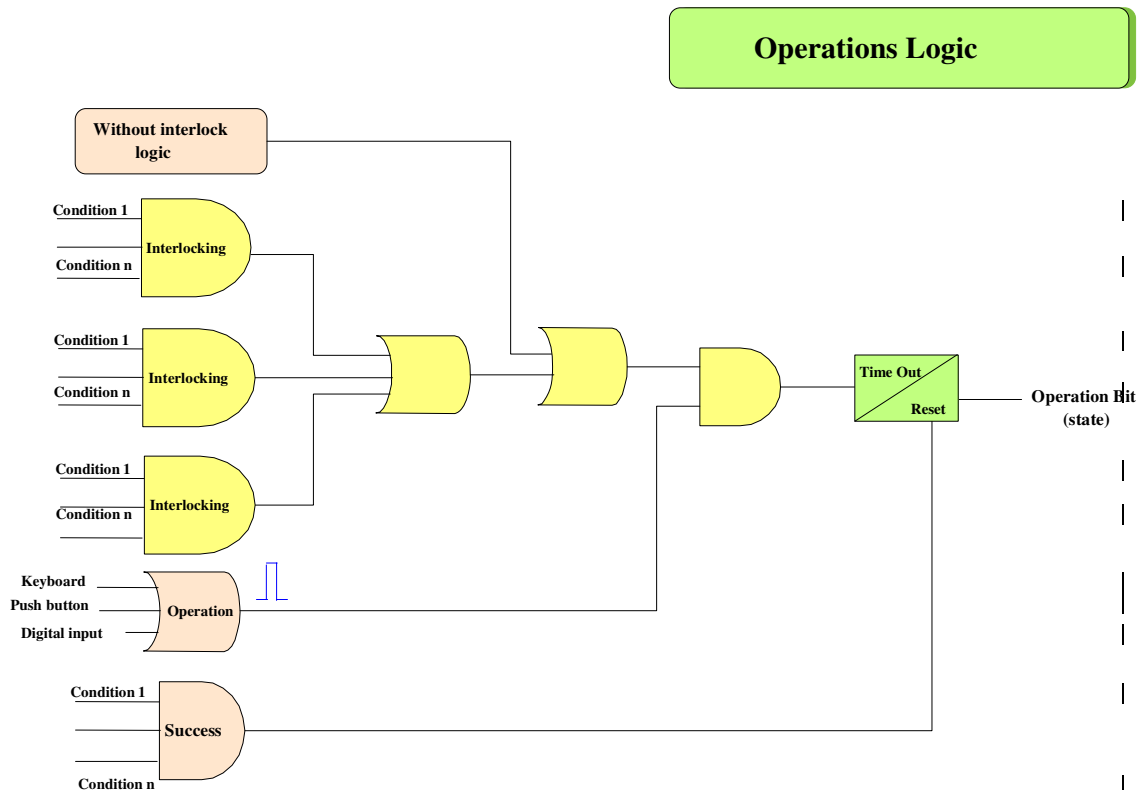 Operations Logic
Without interlock
logic
Condition 1
Interlocking
Condition n
Condition 1
Interlocking
Condition n
Condition 1
Interlocking
Condition n
Time Out
Reset
Operation Bit
(state)
Keyboard
Push button
Digital input
Operation
Condition 1
Success
Condition n